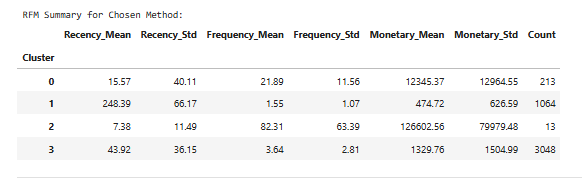 RFM Summary for Chosen Method:
Recency_Mean Recency_Std Frequency_Mean Frequency_Std Monetary_Mean Monetary_Std Count
Cluster
0 15.57 40.11 21.89 11.56 12345.37 12964.55 213
1 248.39 66.17 1.55 1.07 474.72 626.59 1064
2 7.38 11.49 82.31 63.39 126602.56 79979.48 13
3 43.92 36.15 3.64 2.81 1329.76 1504.99 3048